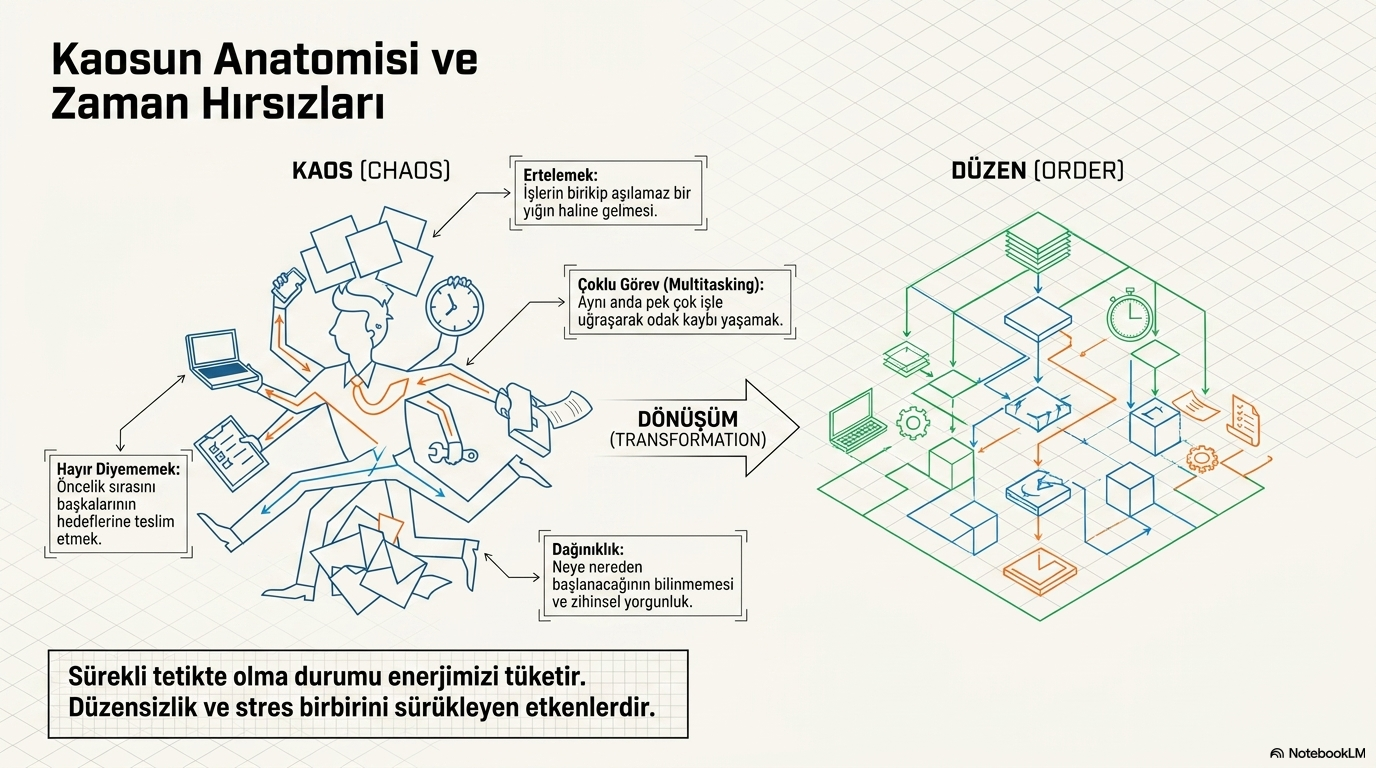 Kaosun Anatomisi ve
Zaman Hırsızları
KAOS (CHAOS)
Ertelemek:
İşlerin birikip aşılamaz bir
yığın haline gelmesi.
Çoklu Görev (Multitasking):
Aynı anda pek çok işle
uğraşarak odak kaybı yaşamak.
Hayır Diyememek:
Öncelik sırasını
başkalarının
hedeflerine teslim
etmek.
Dağınıklık:
Neye nereden
başlanacağının bilinmemesi
ve zihinsel yorgunluk.
DÖNÜŞÜM
(TRANSFORMATION)
DÜZEN (ORDER)
Sürekli tetikte olma durumu enerjimizi tüketir.
Düzensizlik ve stres birbirini sürükleyen etkenlerdir.
NotebookLM